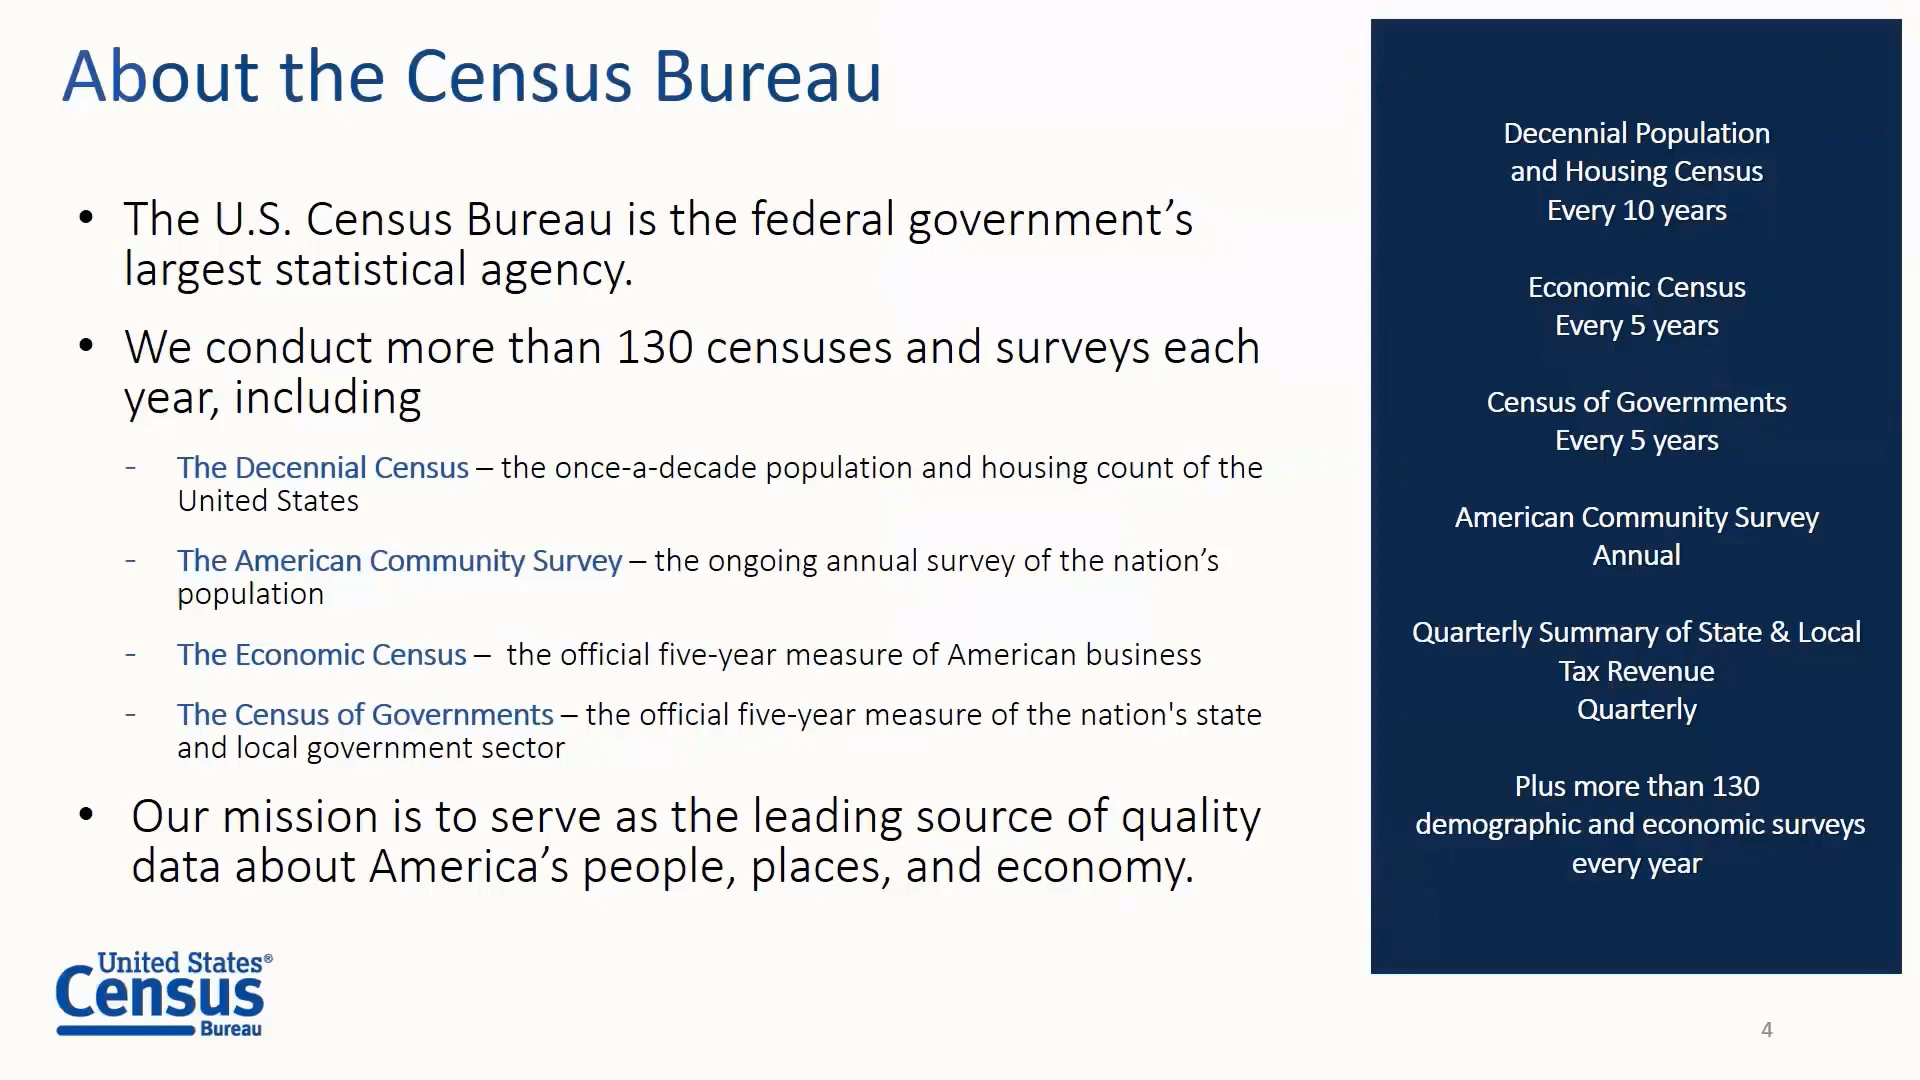 About the Census Bureau
• The U.S. Census Bureau is the federal government’s
largest statistical agency.
• We conduct more than 130 censuses and surveys each
year, including
- The Decennial Census – the once-a-decade population and housing count of the
United States
- The American Community Survey – the ongoing annual survey of the nation’s
population
- The Economic Census –  the official five-year measure of American business
- The Census of Governments – the official five-year measure of the nation's state
and local government sector
• Our mission is to serve as the leading source of quality
data about America’s people, places, and economy.
Decennial Population
and Housing Census
Every 10 years
Economic Census
Every 5 years
Census of Governments
Every 5 years
American Community Survey
Annual
Quarterly Summary of State & Local
Tax Revenue
Quarterly
Plus more than 130
demographic and economic surveys
every year
United States®
Census
Bureau
4